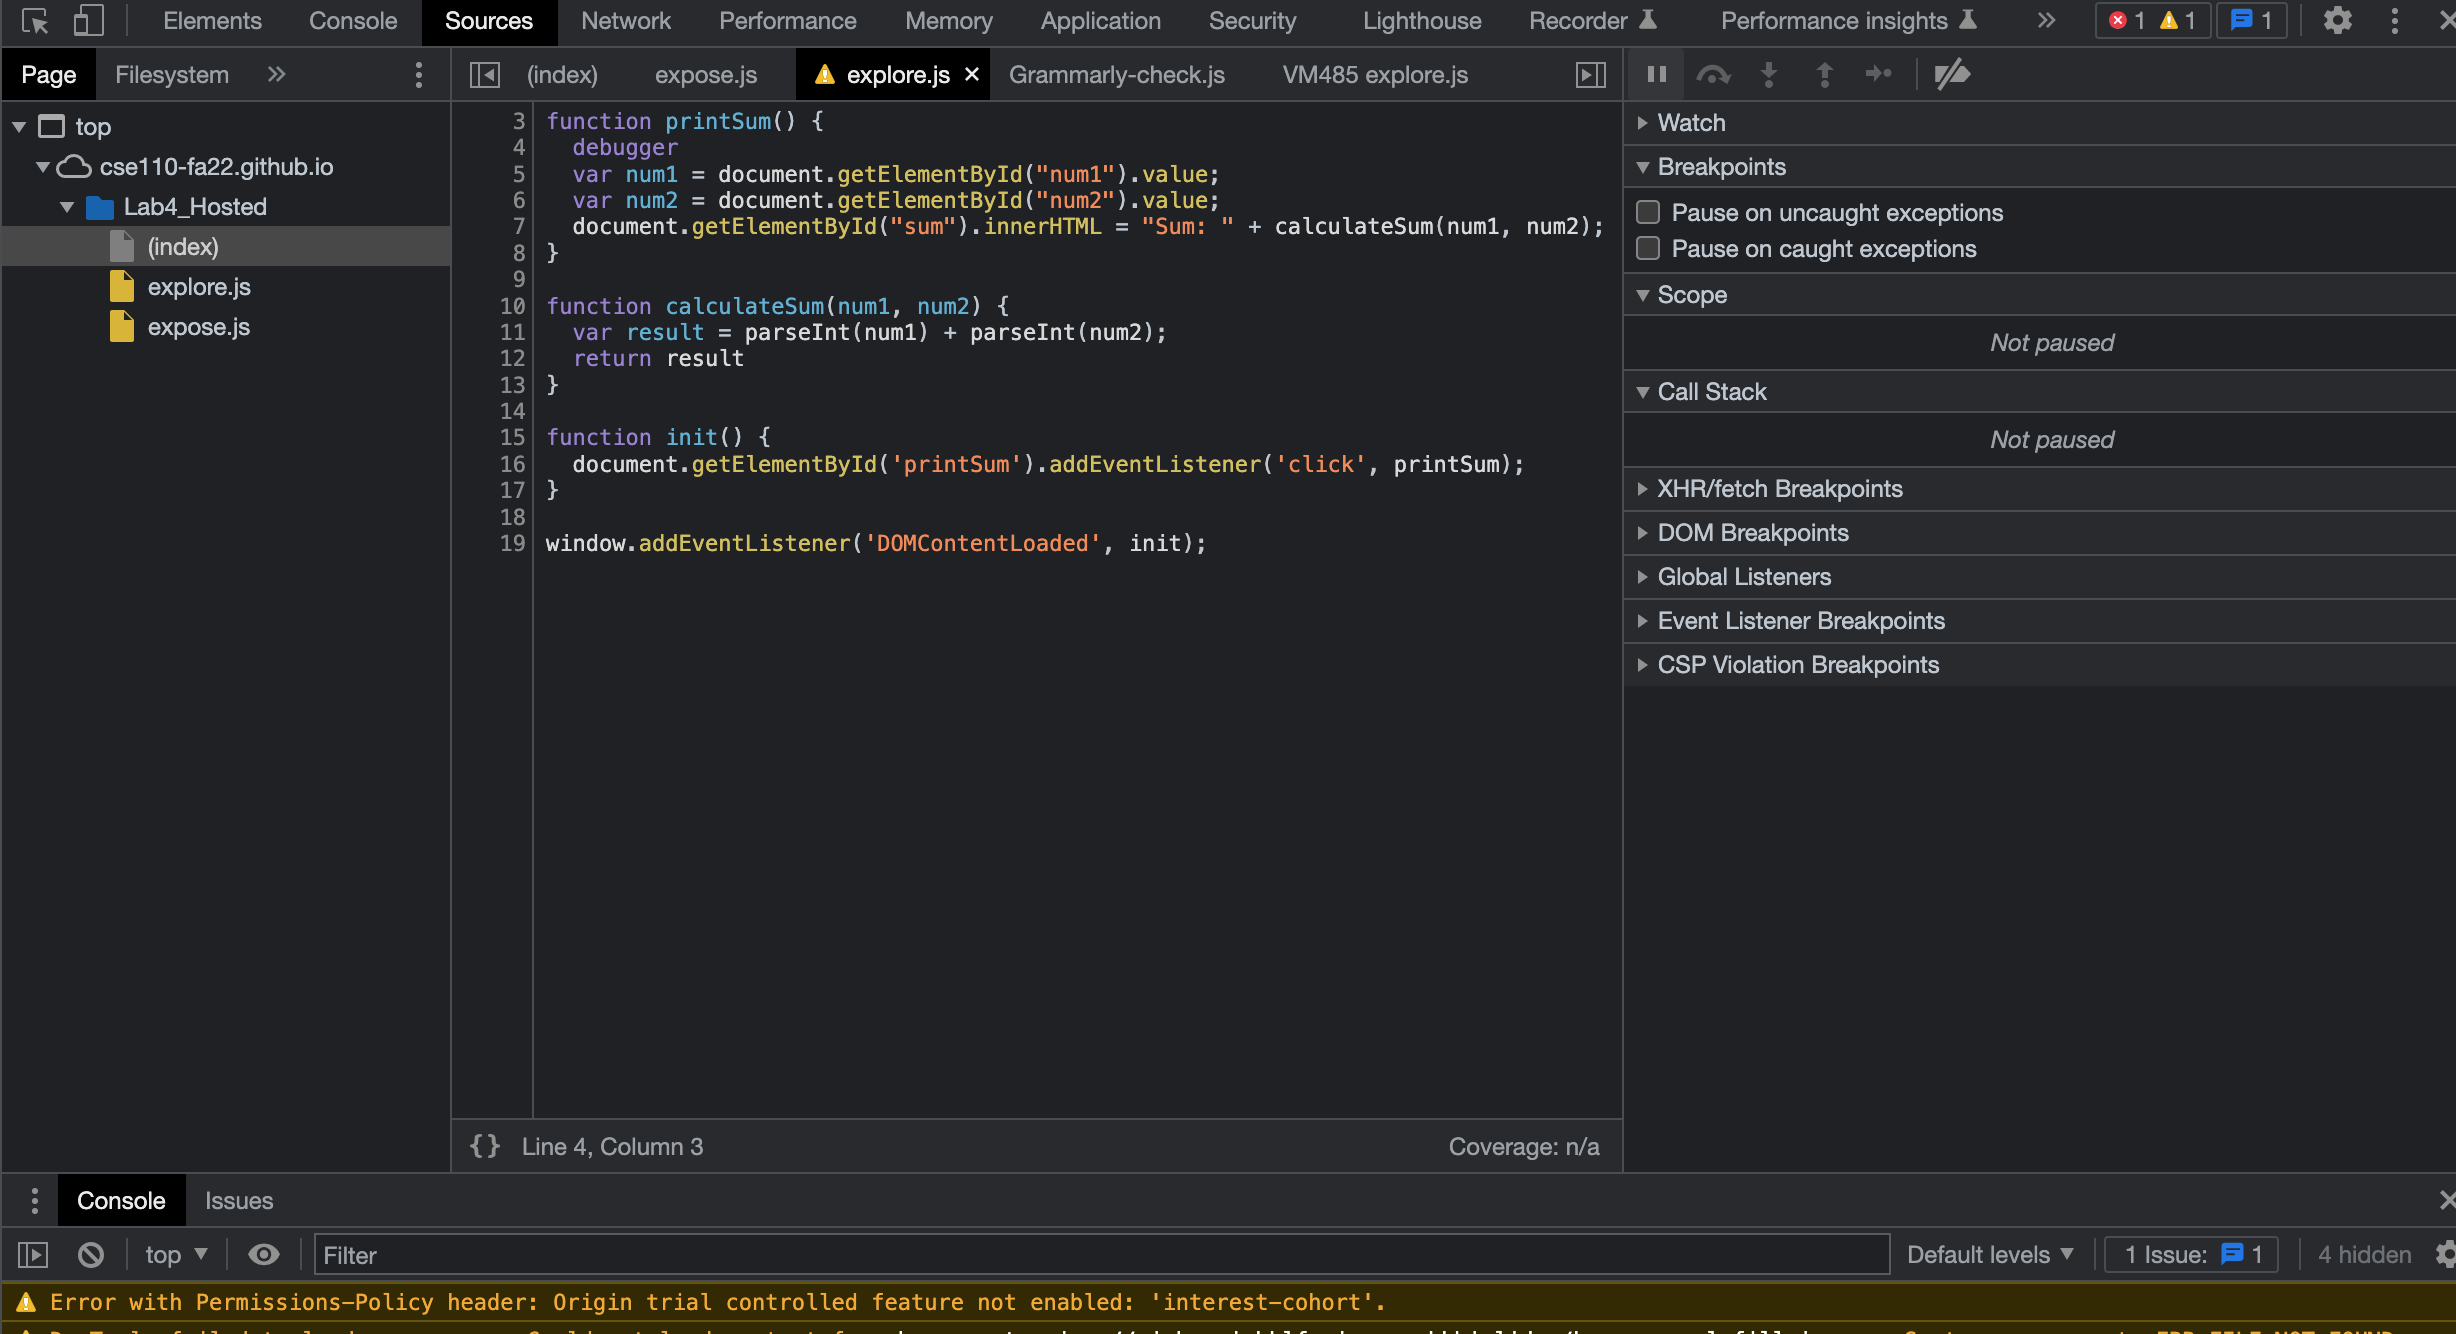 Elements Console Sources Network Performance Memory Application Security Lighthouse Recorder Performance insights 1 1 1
Page Filesystem
(index) expose.js explore.js Grammarly-check.js VM485 explore.js
top
cse110-fa22.github.io
Lab4_Hosted
(index)
explore.js
expose.js
3 function printSum() {
4 debugger
5 var num1 = document.getElementById("num1").value;
6 var num2 = document.getElementById("num2").value;
7 document.getElementById("sum").innerHTML = "Sum: " + calculateSum(num1, num2);
8 }
9
10 function calculateSum(num1, num2) {
11 var result = parseInt(num1) + parseInt(num2);
12 return result
13 }
14
15 function init() {
16 document.getElementById('printSum').addEventListener('click', printSum);
17 }
18
19 window.addEventListener('DOMContentLoaded', init);
{} Line 4, Column 3 Coverage: n/a
Watch
Breakpoints
Pause on uncaught exceptions
Pause on caught exceptions
Scope
Not paused
Call Stack
Not paused
XHR/fetch Breakpoints
DOM Breakpoints
Global Listeners
Event Listener Breakpoints
CSP Violation Breakpoints
Console Issues
top Filter Default levels 1 Issue: 1 4 hidden
Error with Permissions-Policy header: Origin trial controlled feature not enabled: 'interest-cohort'.